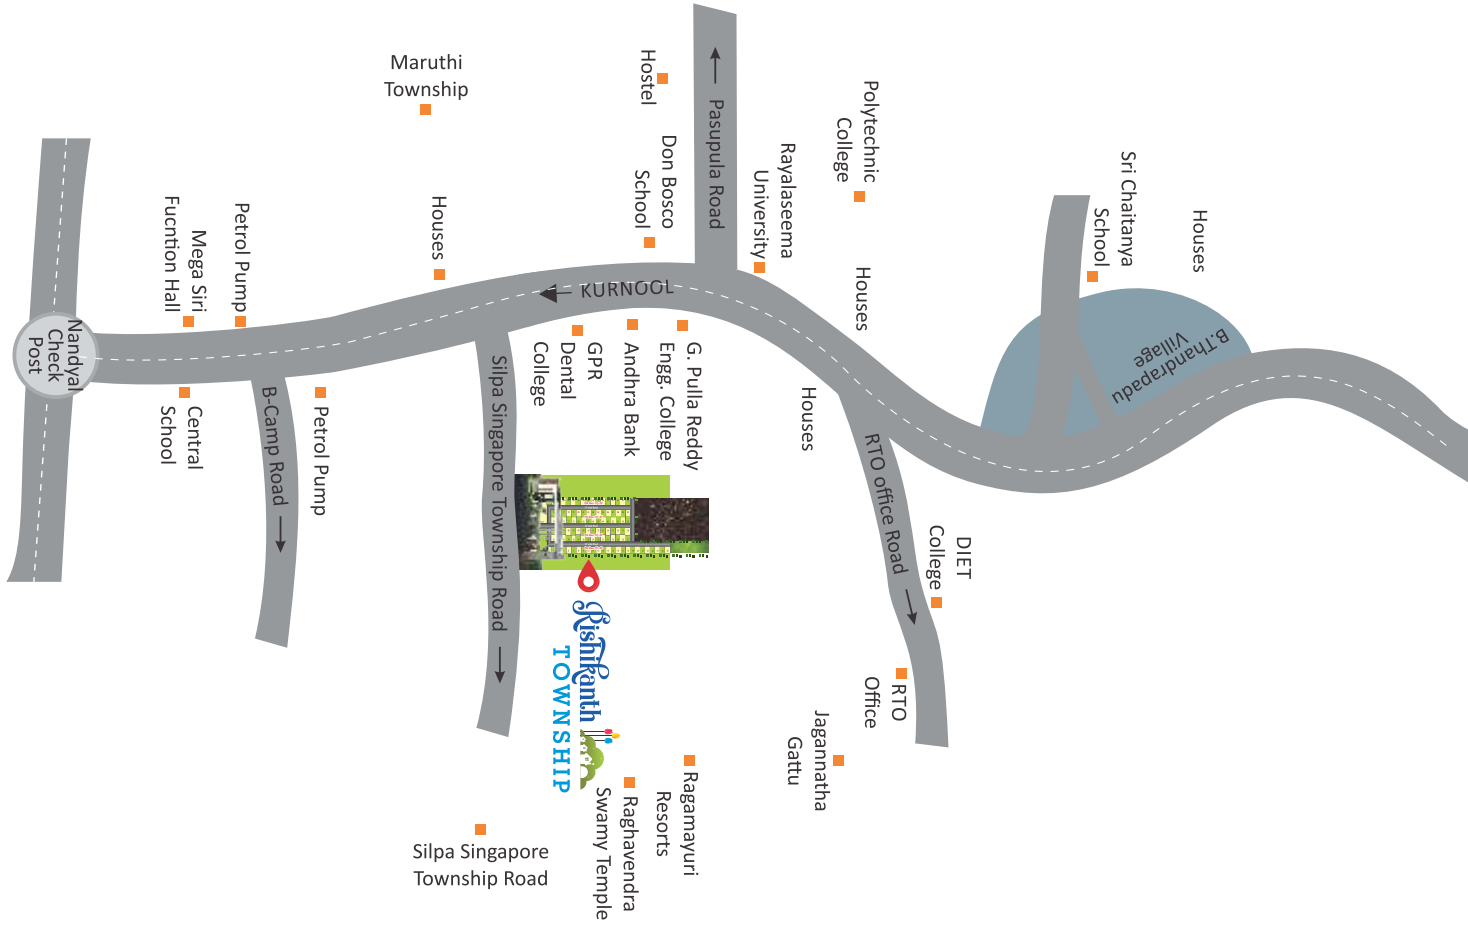 Maruthi
Township
Hostel
Don Bosco
School
Pasupula Road
Rayalaseema
University
Polytechnic
College
Houses
Sri Chaitanya
School
Houses
B.Thandrapadu
Village
Mega Siri
Fucntion Hall
Petrol Pump
Houses
KURNOOL
Nandyal
Check
Post
Central
School
B-Camp Road
Petrol Pump
Silpa Singapore Township Road
GPR
Dental
College
Andhra Bank
G. Pulla Reddy
Engg. College
Houses
RTO office Road
DIET
College
RTO
Office
Jagannatha
Gattu
Rishikanth
TOWNSHIP
Ragamayuri
Resorts
Raghavendra
Swamy Temple
Silpa Singapore
Township Road